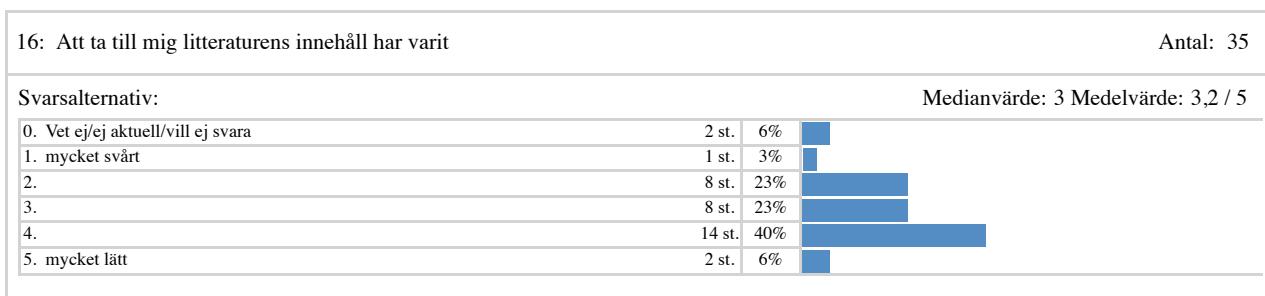 16: Att ta till mig litteraturens innehåll har varit Antal: 35
Svarsalternativ: Medianvärde: 3 Medelvärde: 3,2 / 5
0. Vet ej/ej aktuell/vill ej svara 2 st. 6%
1. mycket svårt 1 st. 3%
2. 8 st. 23%
3. 8 st. 23%
4. 14 st. 40%
5. mycket lätt 2 st. 6%